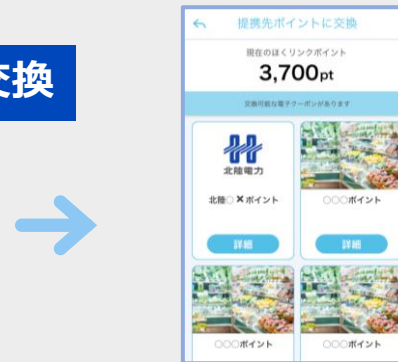 交換
提携先ポイントに交換
現在のほくリンクポイント
3,700pt
交換可能な電子クーポンがあります
北陸電力
北陸○×ポイント
○○○ポイント
詳細
詳細
○○○ポイント
○○○ポイント